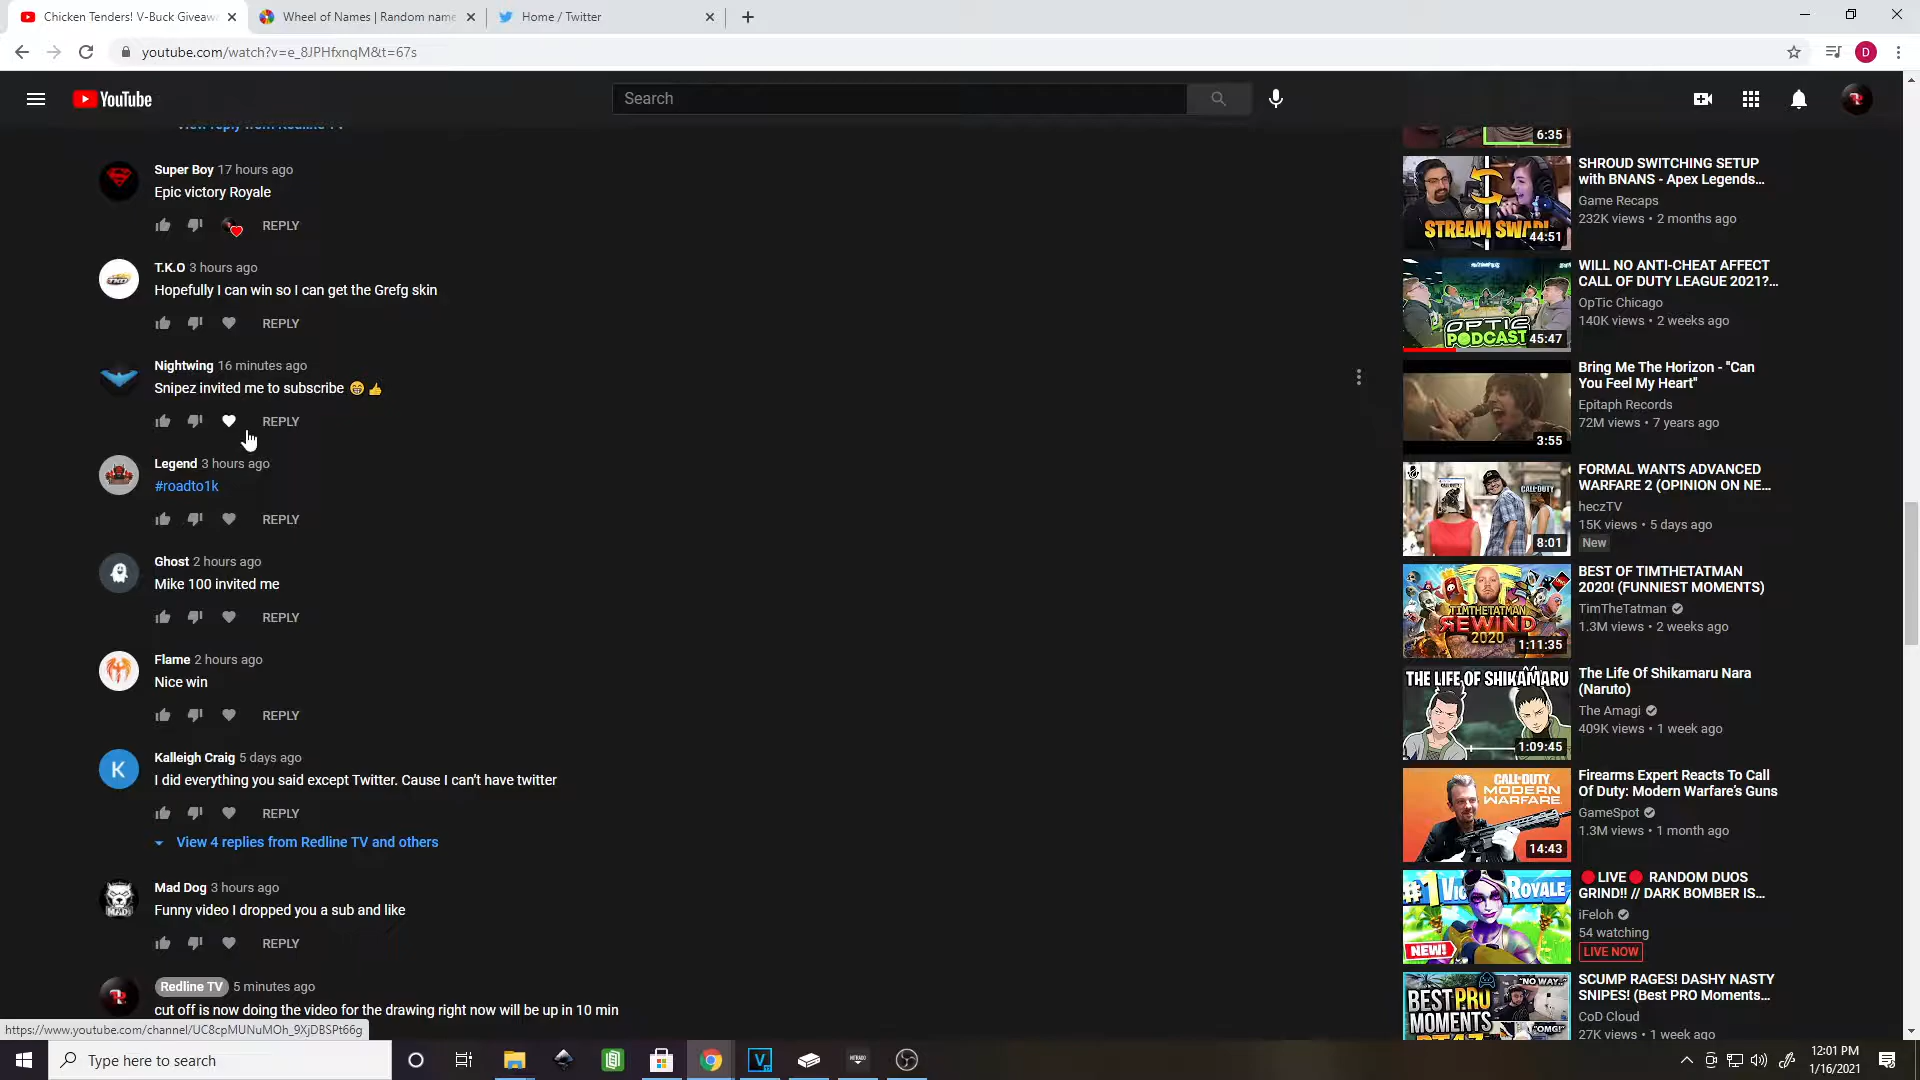 Chicken Tenders! V-Buck Giveaw
Wheel of Names | Random name
Home / Twitter
youtube.com/watch?v=e_8JPHfxnqM&t=67s
D
YouTube
Search
Super Boy 17 hours ago
Epic victory Royale
REPLY
T.K.O 3 hours ago
Hopefully I can win so I can get the Grefg skin
REPLY
Nightwing 16 minutes ago
Snipez invited me to subscribe 😁👍
REPLY
Legend 3 hours ago
#roadto1k
REPLY
Ghost 2 hours ago
Mike 100 invited me
REPLY
Flame 2 hours ago
Nice win
REPLY
K
Kalleigh Craig 5 days ago
I did everything you said except Twitter. Cause I can't have twitter
REPLY
View 4 replies from Redline TV and others
MAD
Mad Dog 3 hours ago
Funny video I dropped you a sub and like
REPLY
Redline TV 5 minutes ago
cut off is now doing the video for the drawing right now will be up in 10 min
https://www.youtube.com/channel/UC8cpMUNuMOh_9XjDBSPt66g
6:35
STREAM SWAP!
44:51
SHROUD SWITCHING SETUP
with BNANS - Apex Legends...
Game Recaps
232K views • 2 months ago
OPTIC
PODCAST
45:47
WILL NO ANTI-CHEAT AFFECT
CALL OF DUTY LEAGUE 2021?...
OpTic Chicago
140K views • 2 weeks ago
3:55
Bring Me The Horizon - "Can
You Feel My Heart"
Epitaph Records
72M views • 7 years ago
CALL·DUTY
8:01
FORMAL WANTS ADVANCED
WARFARE 2 (OPINION ON NE...
heczTV
15K views • 5 days ago
New
TIMTHETATMAN
REWIND
2020
1:11:35
BEST OF TIMTHETATMAN
2020! (FUNNIEST MOMENTS)
TimTheTatman
1.3M views • 2 weeks ago
THE LIFE OF SHIKAMARU
1:09:45
The Life Of Shikamaru Nara
(Naruto)
The Amagi
409K views • 1 week ago
CALL·DUTY
MODERN
WARFARE
14:43
Firearms Expert Reacts To Call
Of Duty: Modern Warfare's Guns
GameSpot
1.3M views • 1 month ago
#1
ROYALE
NEW!
🔴LIVE🔴 RANDOM DUOS
GRIND!! // DARK BOMBER IS...
iFeloh
54 watching
LIVE NOW
"NO WAY.."
BEST PRO
MOMENTS
"OMG!"
SCUMP RAGES! DASHY NASTY
SNIPES! (Best PRO Moments...
CoD Cloud
27K views • 1 week ago
Type here to search
V
12:01 PM
1/16/2021